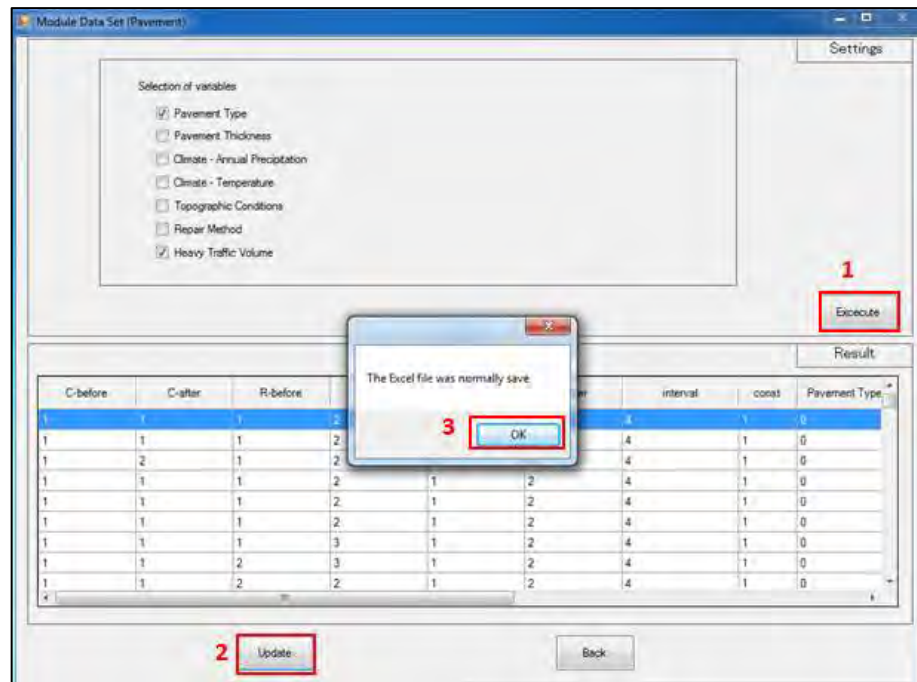 Module Data Set (Pavement)
Settings
Selection of variables
Pavement Type
Pavement Thickness
Climate - Annual Precipitation
Climate - Temperature
Topographic Conditions
Repair Method
Heavy Traffic Volume
1
Excecute
Result
The Excel file was normally save
3 OK
C-before C-after R-before interval const Pavement Type
1 1 1 2 4 1 0
1 1 1 2 4 1 0
1 2 1 2 4 1 0
1 1 1 2 1 2 4 1 0
1 1 1 2 1 2 4 1 0
1 1 1 2 1 2 4 1 0
1 1 1 3 1 2 4 1 0
1 1 2 3 1 2 4 1 0
1 1 2 2 1 2 4 1 0
2 Update Back